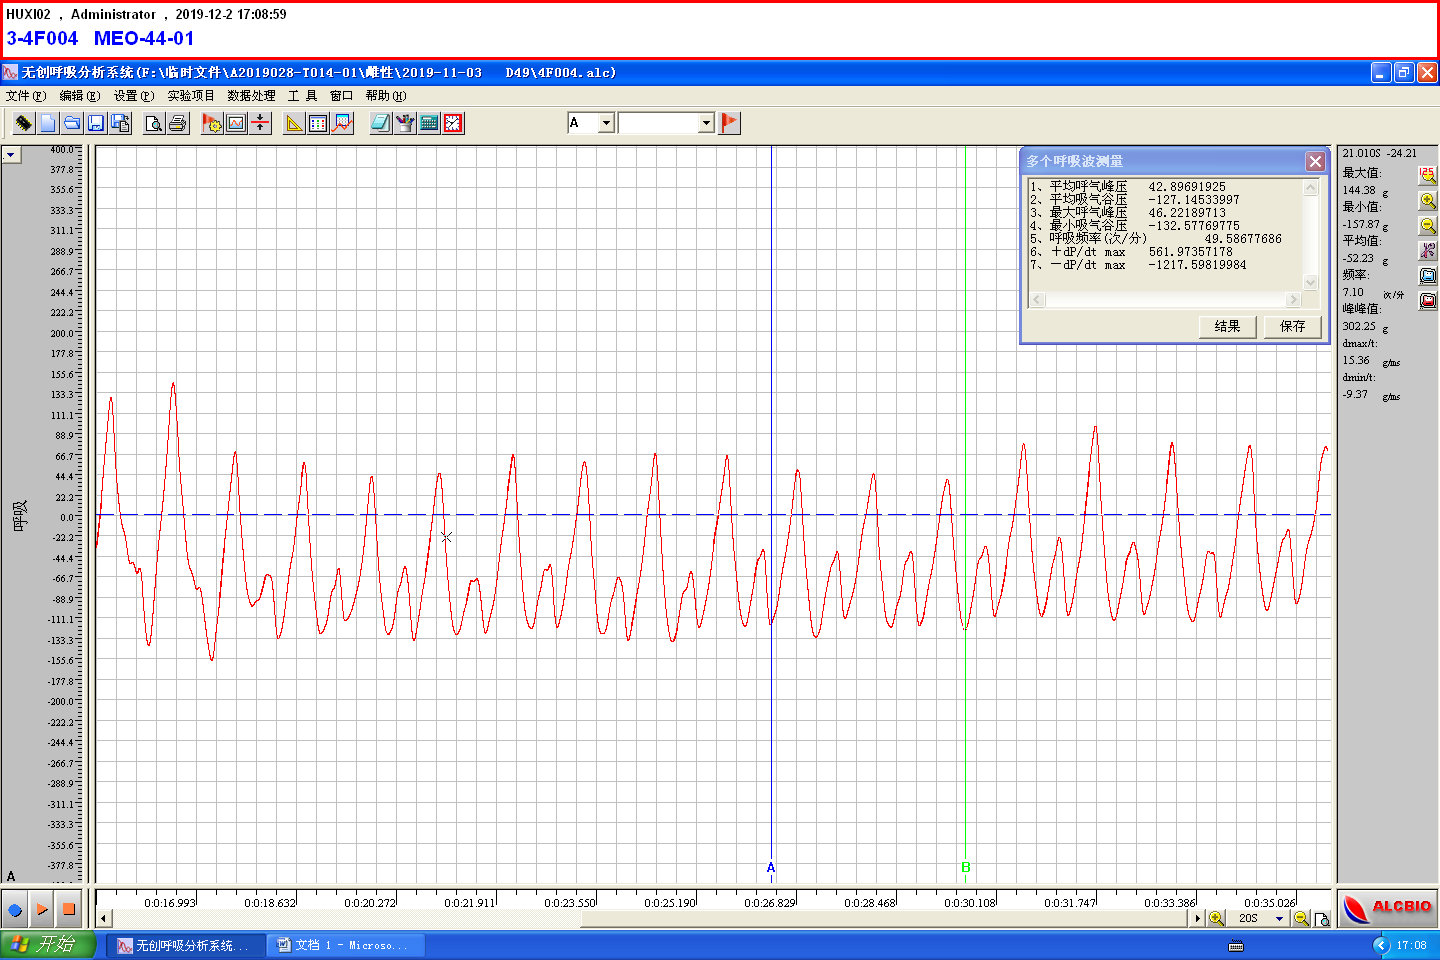 HUXI02 , Administrator , 2019-12-2 17:08:59
3-4F004 MEO-44-01
无创呼吸分析系统(F:\临时文件\A2019028-T014-01\雌性\2019-11-03 D49\4F004.alc)
文件(F) 编辑(E) 设置(P) 实验项目 数据处理 工 具 窗口 帮助(H)
A
400.0
377.8
355.6
333.3
311.1
288.9
266.7
244.4
222.2
200.0
177.8
155.6
133.3
111.1
88.9
66.7
44.4
22.2
0.0
-22.2
-44.4
-66.7
-88.9
-111.1
-133.3
-155.6
-177.8
-200.0
-222.2
-244.4
-266.7
-288.9
-311.1
-333.3
-355.6
-377.8
呼吸
A
多个呼吸波测量
1、平均呼气峰压 42.89691925
2、平均吸气谷压 -127.14533997
3、最大呼气峰压 46.22189713
4、最小吸气谷压 -132.57769775
5、呼吸频率(次/分) 49.58677686
6、＋dP/dt max 561.97357178
7、－dP/dt max -1217.59819984
结果 保存
21.010S -24.21
最大值:
144.38 g
最小值:
-157.87 g
平均值:
-52.23 g
频率:
7.10 次/分
峰峰值:
302.25 g
dmax/t:
15.36 g/ms
dmin/t:
-9.37 g/ms
125
A B
0:0:16.993 0:0:18.632 0:0:20.272 0:0:21.911 0:0:23.550 0:0:25.190 0:0:26.829 0:0:28.468 0:0:30.108 0:0:31.747 0:0:33.386 0:0:35.026
20S
ALCBIO
开始 无创呼吸分析系统... 文档 1 - Microso... 17:08